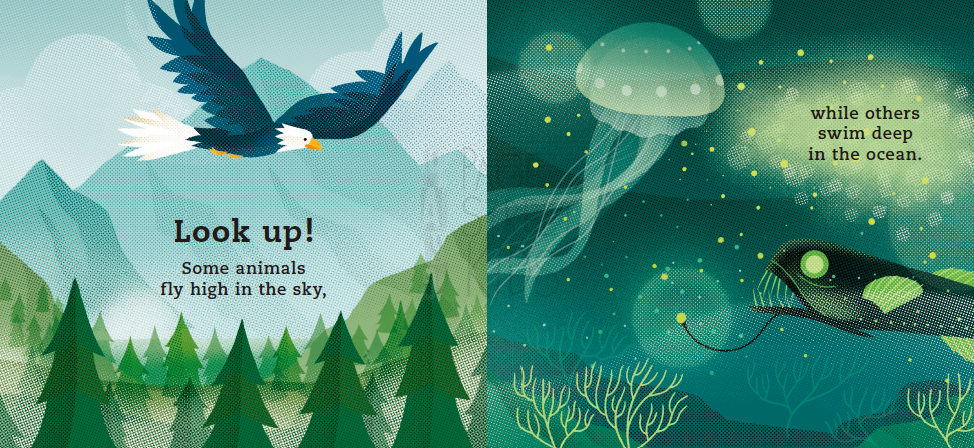 Look up!
Some animals
fly high in the sky,
while others
swim deep
in the ocean.